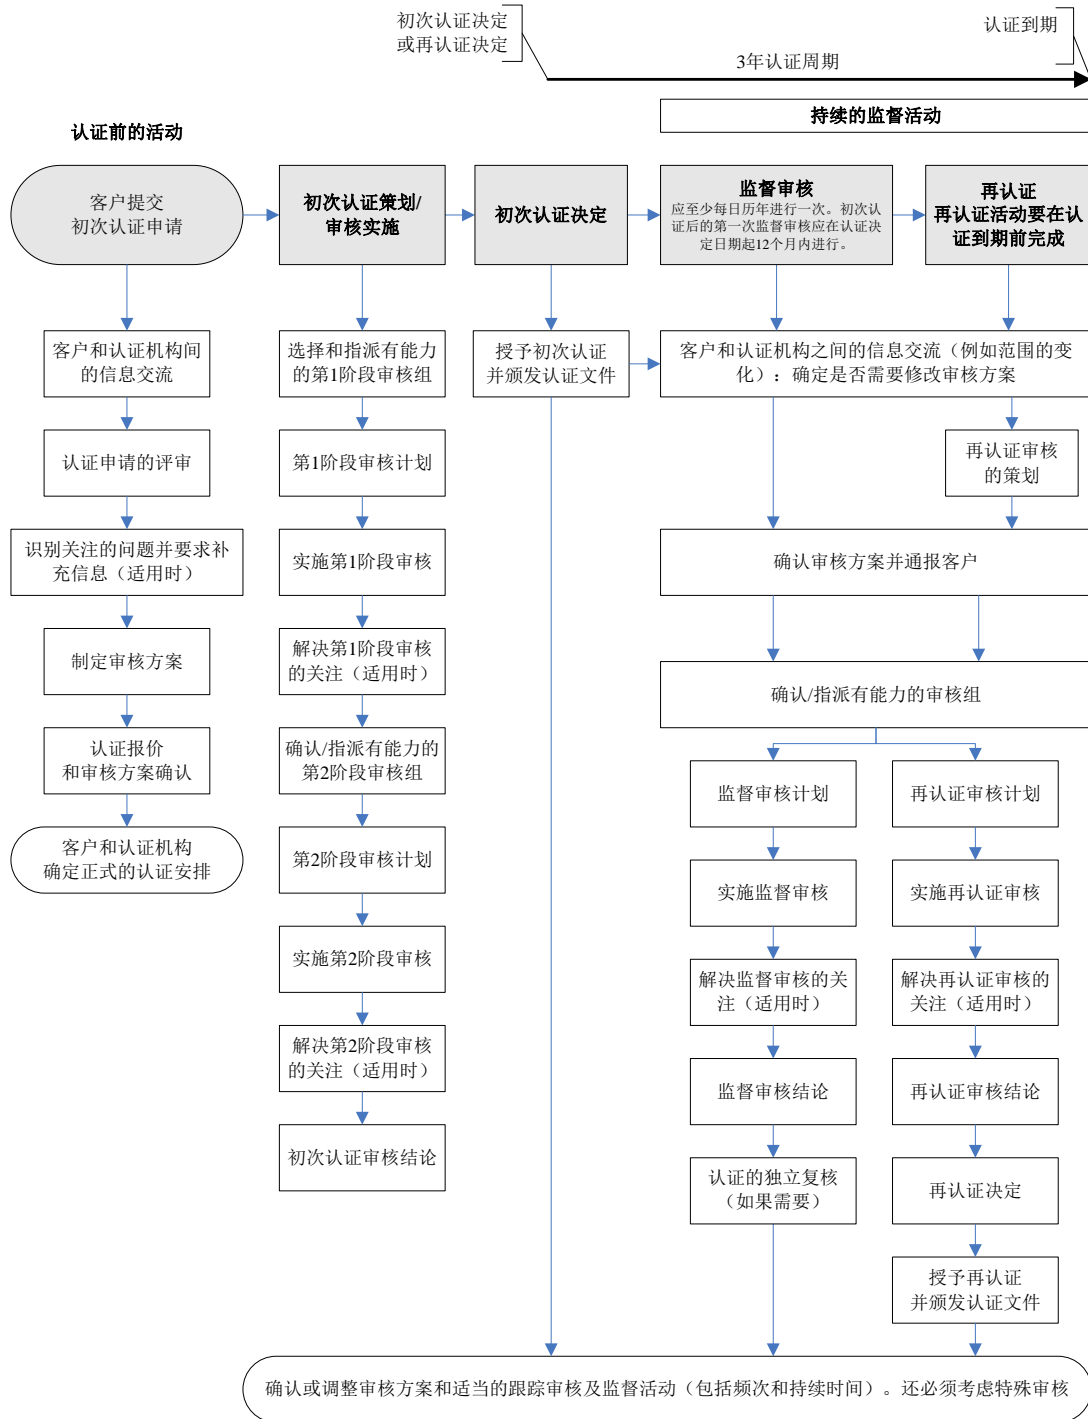 初次认证决定
或再认证决定
认证到期
3年认证周期
认证前的活动
持续的监督活动
客户提交
初次认证申请
初次认证策划/
审核实施
初次认证决定
监督审核
应至少每日历年进行一次。初次认
证后的第一次监督审核应在认证决
定日期起12个月内进行。
再认证
再认证活动要在认
证到期前完成
客户和认证机构间
的信息交流
认证申请的评审
识别关注的问题并要求补
充信息（适用时）
制定审核方案
认证报价
和审核方案确认
客户和认证机构
确定正式的认证安排
选择和指派有能力
的第1阶段审核组
第1阶段审核计划
实施第1阶段审核
解决第1阶段审核
的关注（适用时）
确认/指派有能力的
第2阶段审核组
第2阶段审核计划
实施第2阶段审核
解决第2阶段审核
的关注（适用时）
初次认证审核结论
授予初次认证
并颁发认证文件
客户和认证机构之间的信息交流（例如范围的变
化）：确定是否需要修改审核方案
再认证审核
的策划
确认审核方案并通报客户
确认/指派有能力的审核组
监督审核计划
实施监督审核
解决监督审核的关
注（适用时）
监督审核结论
认证的独立复核
（如果需要）
再认证审核计划
实施再认证审核
解决再认证审核的
关注（适用时）
再认证审核结论
再认证决定
授予再认证
并颁发认证文件
确认或调整审核方案和适当的跟踪审核及监督活动（包括频次和持续时间）。还必须考虑特殊审核